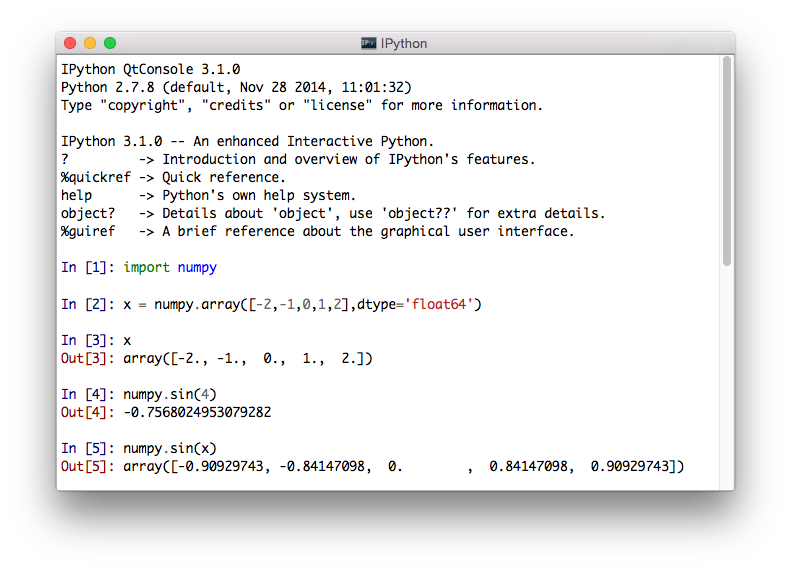 IP[y] IPython
IPython QtConsole 3.1.0
Python 2.7.8 (default, Nov 28 2014, 11:01:32)
Type "copyright", "credits" or "license" for more information.
IPython 3.1.0 -- An enhanced Interactive Python.
?         -> Introduction and overview of IPython's features.
%quickref -> Quick reference.
help      -> Python's own help system.
object?   -> Details about 'object', use 'object??' for extra details.
%guiref   -> A brief reference about the graphical user interface.
In [1]: import numpy
In [2]: x = numpy.array([-2,-1,0,1,2],dtype='float64')
In [3]: x
Out[3]: array([-2., -1.,  0.,  1.,  2.])
In [4]: numpy.sin(4)
Out[4]: -0.7568024953079282
In [5]: numpy.sin(x)
Out[5]: array([-0.90929743, -0.84147098,  0.        ,  0.84147098,  0.90929743])